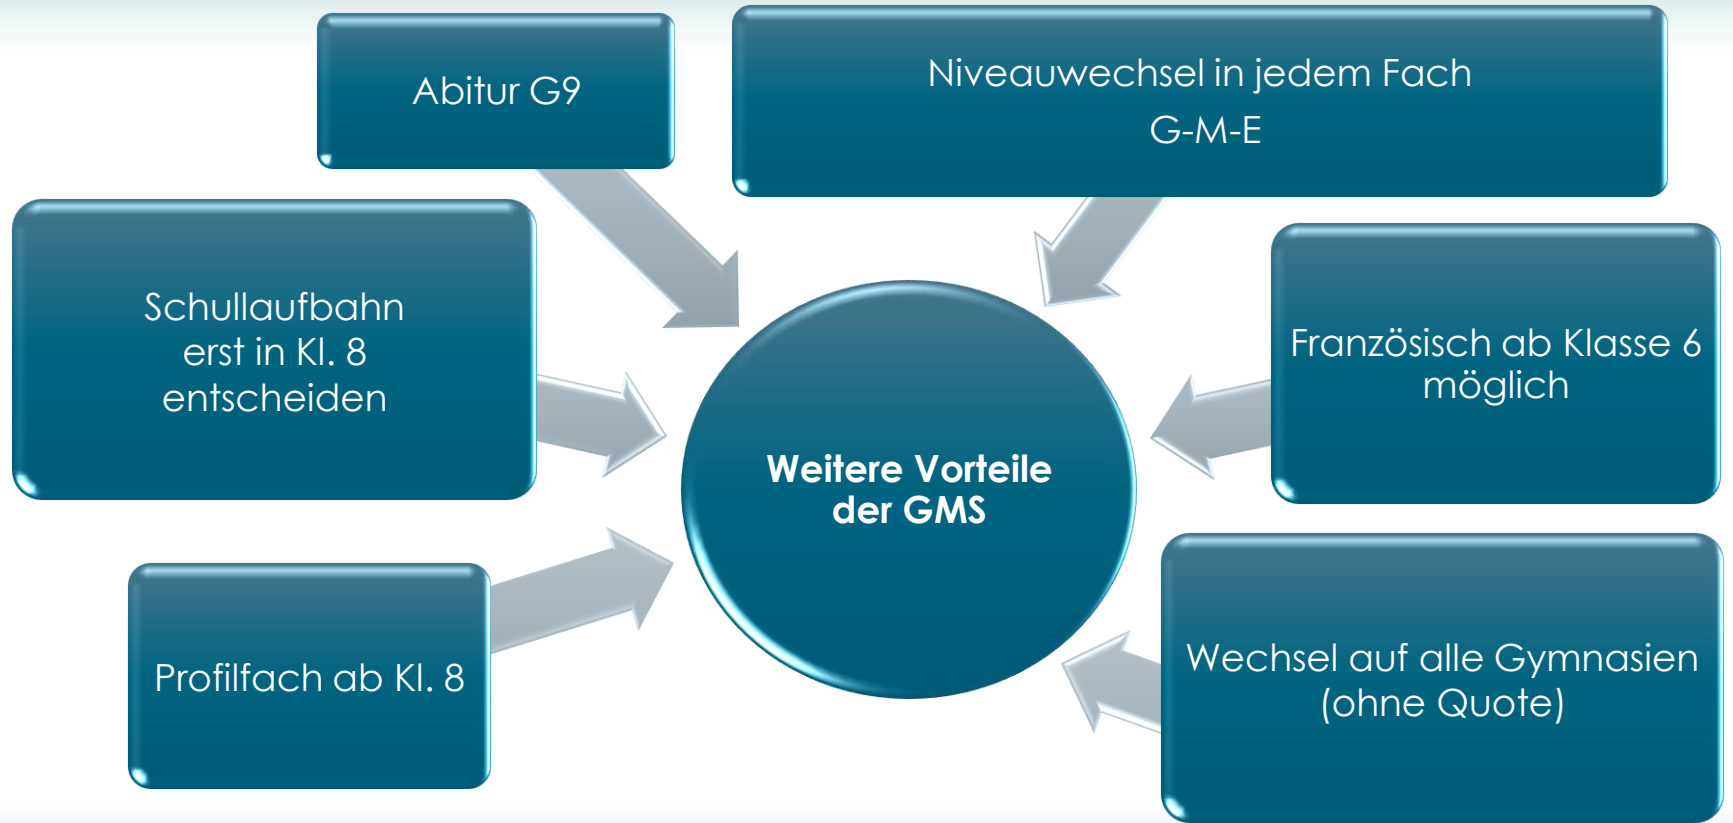 Abitur G9
Niveauwechsel in jedem Fach
G-M-E
Schullaufbahn
erst in Kl. 8
entscheiden
Französisch ab Klasse 6
möglich
Weitere Vorteile
der GMS
Profilfach ab Kl. 8
Wechsel auf alle Gymnasien
(ohne Quote)